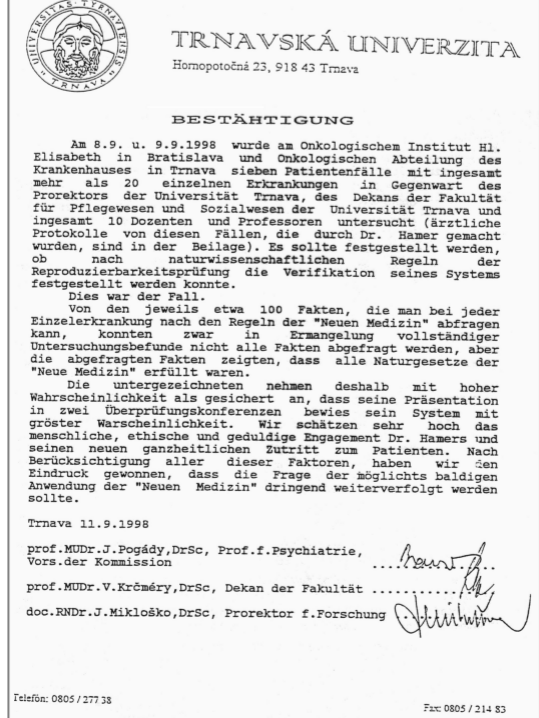 UNIVERSITAS TYRNAVIENSIS
TRNAVA
TRNAVSKÁ UNIVERZITA
Hornopotočná 23, 918 43 Trnava
BESTÄHTIGUNG
Am 8.9. u. 9.9.1998 wurde am Onkologischem Institut Hl.
Elisabeth in Bratislava und Onkologischen Abteilung des
Krankenhauses in Trnava sieben Patientenfälle mit ingesamt
mehr als 20 einzelnen Erkrankungen in Gegenwart des
Prorektors der Universität Trnava, des Dekans der Fakultät
für Pflegewesen und Sozialwesen der Universität Trnava und
ingesamt 10 Dozenten und Professoren untersucht (ärztliche
Protokolle von diesen Fällen, die durch Dr. Hamer gemacht
wurden, sind in der Beilage). Es sollte festgestellt werden,
ob nach naturwissenschaftlichen Regeln der
Reproduzierbarkeitsprüfung die Verifikation seines Systems
festgestellt werden konnte.
Dies war der Fall.
Von den jeweils etwa 100 Fakten, die man bei jeder
Einzelerkrankung nach den Regeln der "Neuen Medizin" abfragen
kann, konnten zwar in Ermangelung vollständiger
Untersuchungsbefunde nicht alle Fakten abgefragt werden, aber
die abgefragten Fakten zeigten, dass alle Naturgesetze der
"Neue Medizin" erfüllt waren.
Die untergezeichneten nehmen deshalb mit hoher
Wahrscheinlichkeit als gesichert an, dass seine Präsentation
in zwei Überprüfungskonferenzen bewies sein System mit
gröster Warscheinlichkeit. Wir schätzen sehr hoch das
menschliche, ethische und geduldige Engagement Dr. Hamers und
seinen neuen ganzheitlichen Zutritt zum Patienten. Nach
Berücksichtigung aller dieser Faktoren, haben wir den
Eindruck gewonnen, dass die Frage der möglichts baldigen
Anwendung der "Neuen Medizin" dringend weiterverfolgt werden
sollte.
Trnava 11.9.1998
prof.MUDr.J.Pogády,DrSc, Prof.f.Psychiatrie,
Vors.der Kommission
prof.MUDr.V.Krčméry,DrSc, Dekan der Fakultät
doc.RNDr.J.Mikloško,DrSc, Prorektor f.Forschung
Telefón: 0805 / 277 38
Fax: 0805 / 214 83